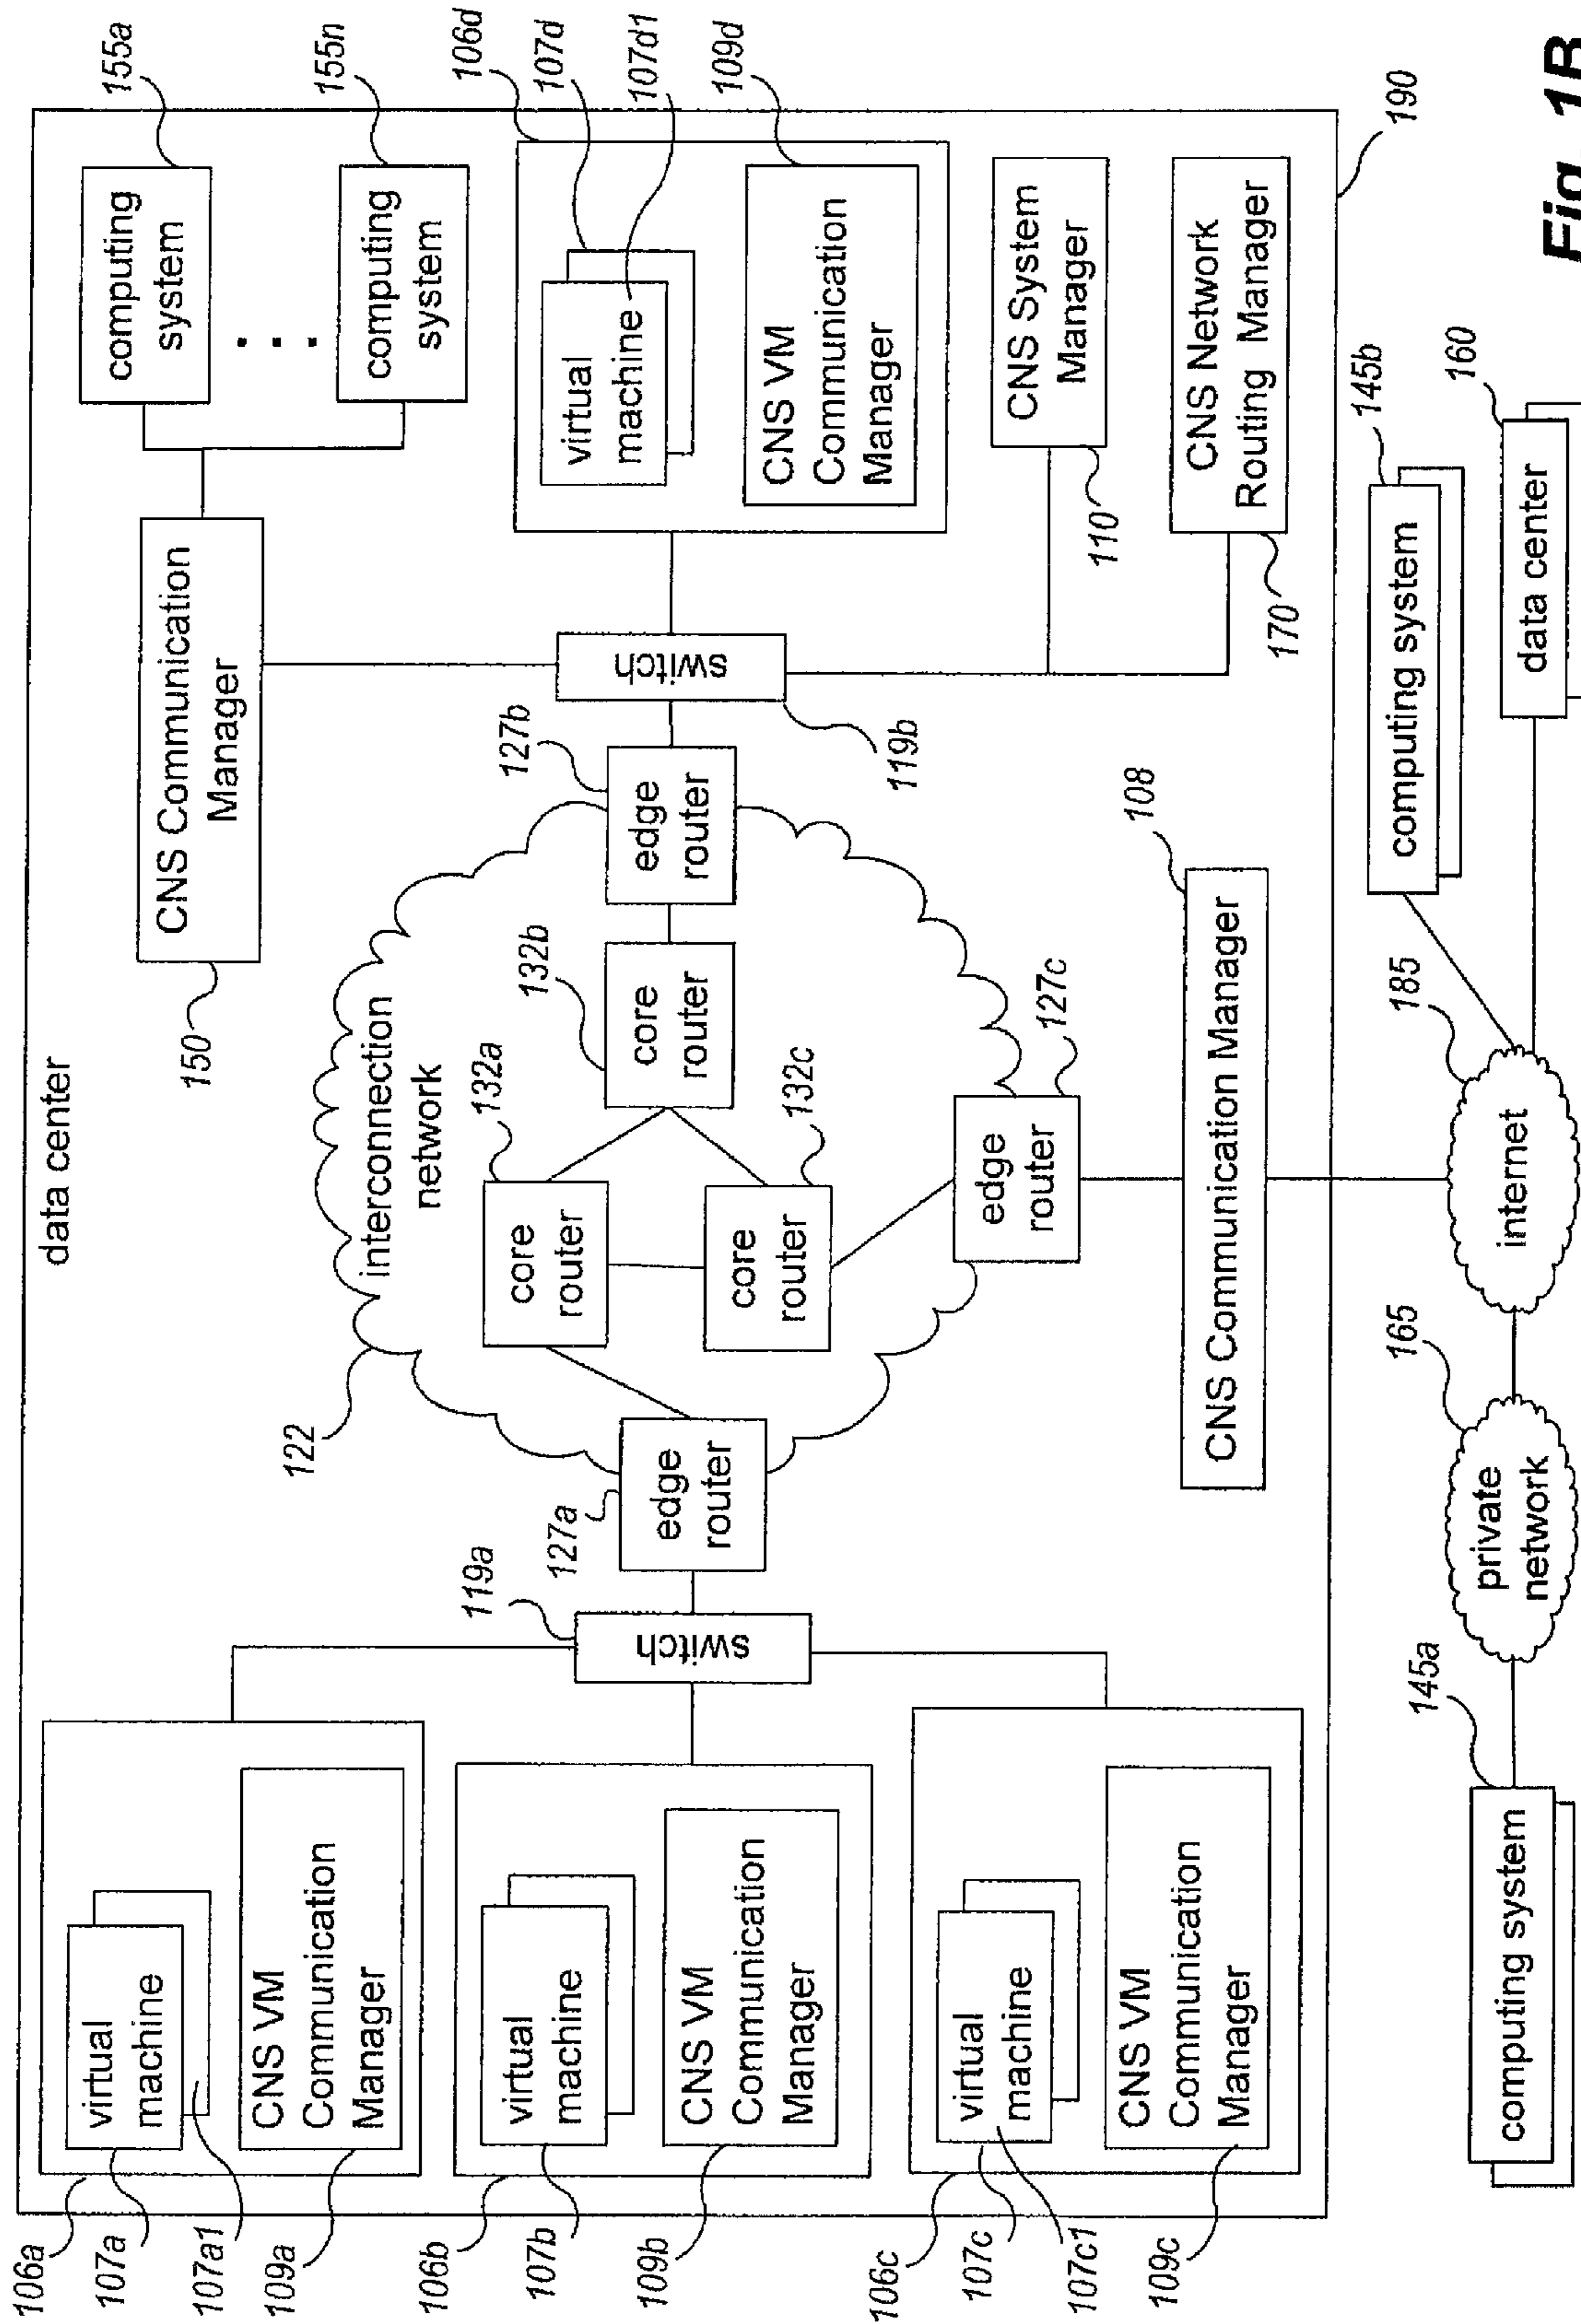 data center
106a
107a
107a1
109a
virtual
machine
CNS VM
Communication
Manager
106b
107b
109b
virtual
machine
CNS VM
Communication
Manager
106c
107c
107c1
109c
virtual
machine
CNS VM
Communication
Manager
119a
switch
127a
edge
router
122
interconnection
network
132a
core
router
132b
core
router
132c
core
router
127b
edge
router
127c
edge
router
119b
switch
150
CNS Communication
Manager
155a
computing
system
155n
computing
system
106d
107d
107d1
109d
virtual
machine
CNS VM
Communication
Manager
110
CNS System
Manager
170
CNS Network
Routing Manager
108
CNS Communication Manager
190
145a
computing system
165
private
network
185
internet
145b
computing system
160
data center
Fig. 1B